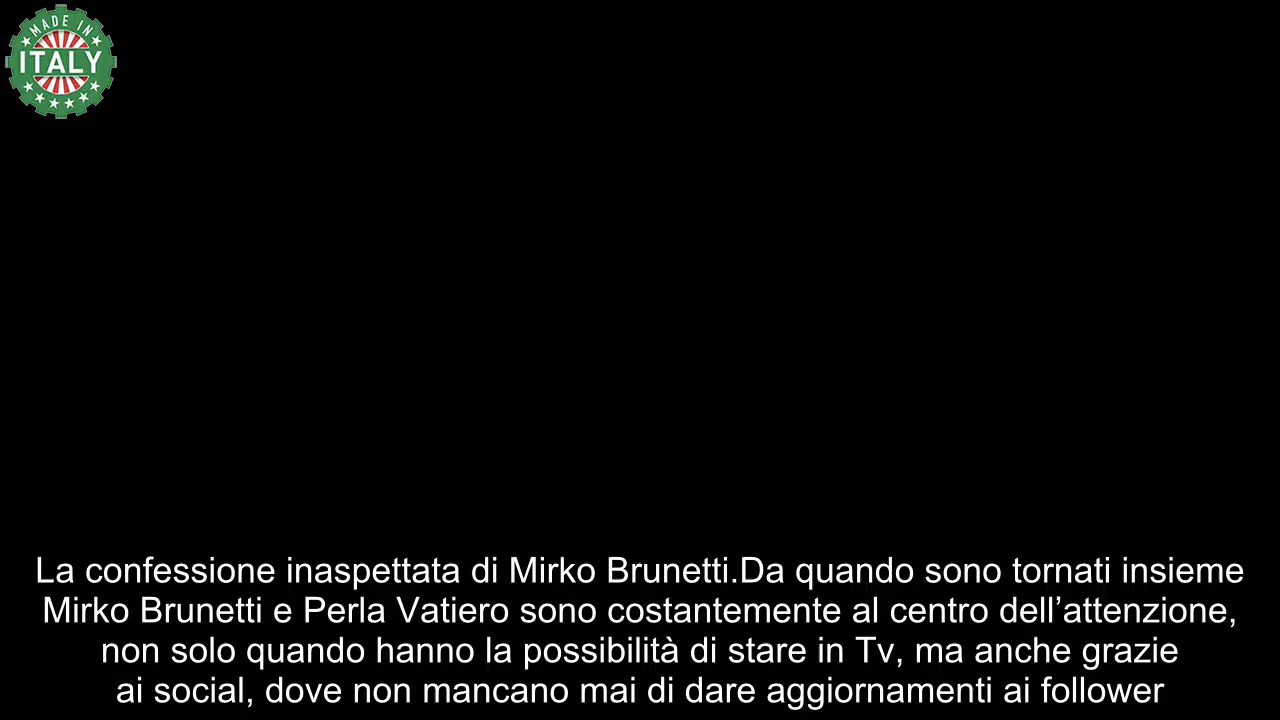 MADE IN
ITALY
La confessione inaspettata di Mirko Brunetti.Da quando sono tornati insieme
Mirko Brunetti e Perla Vatiero sono costantemente al centro dell’attenzione,
non solo quando hanno la possibilità di stare in Tv, ma anche grazie
ai social, dove non mancano mai di dare aggiornamenti ai follower